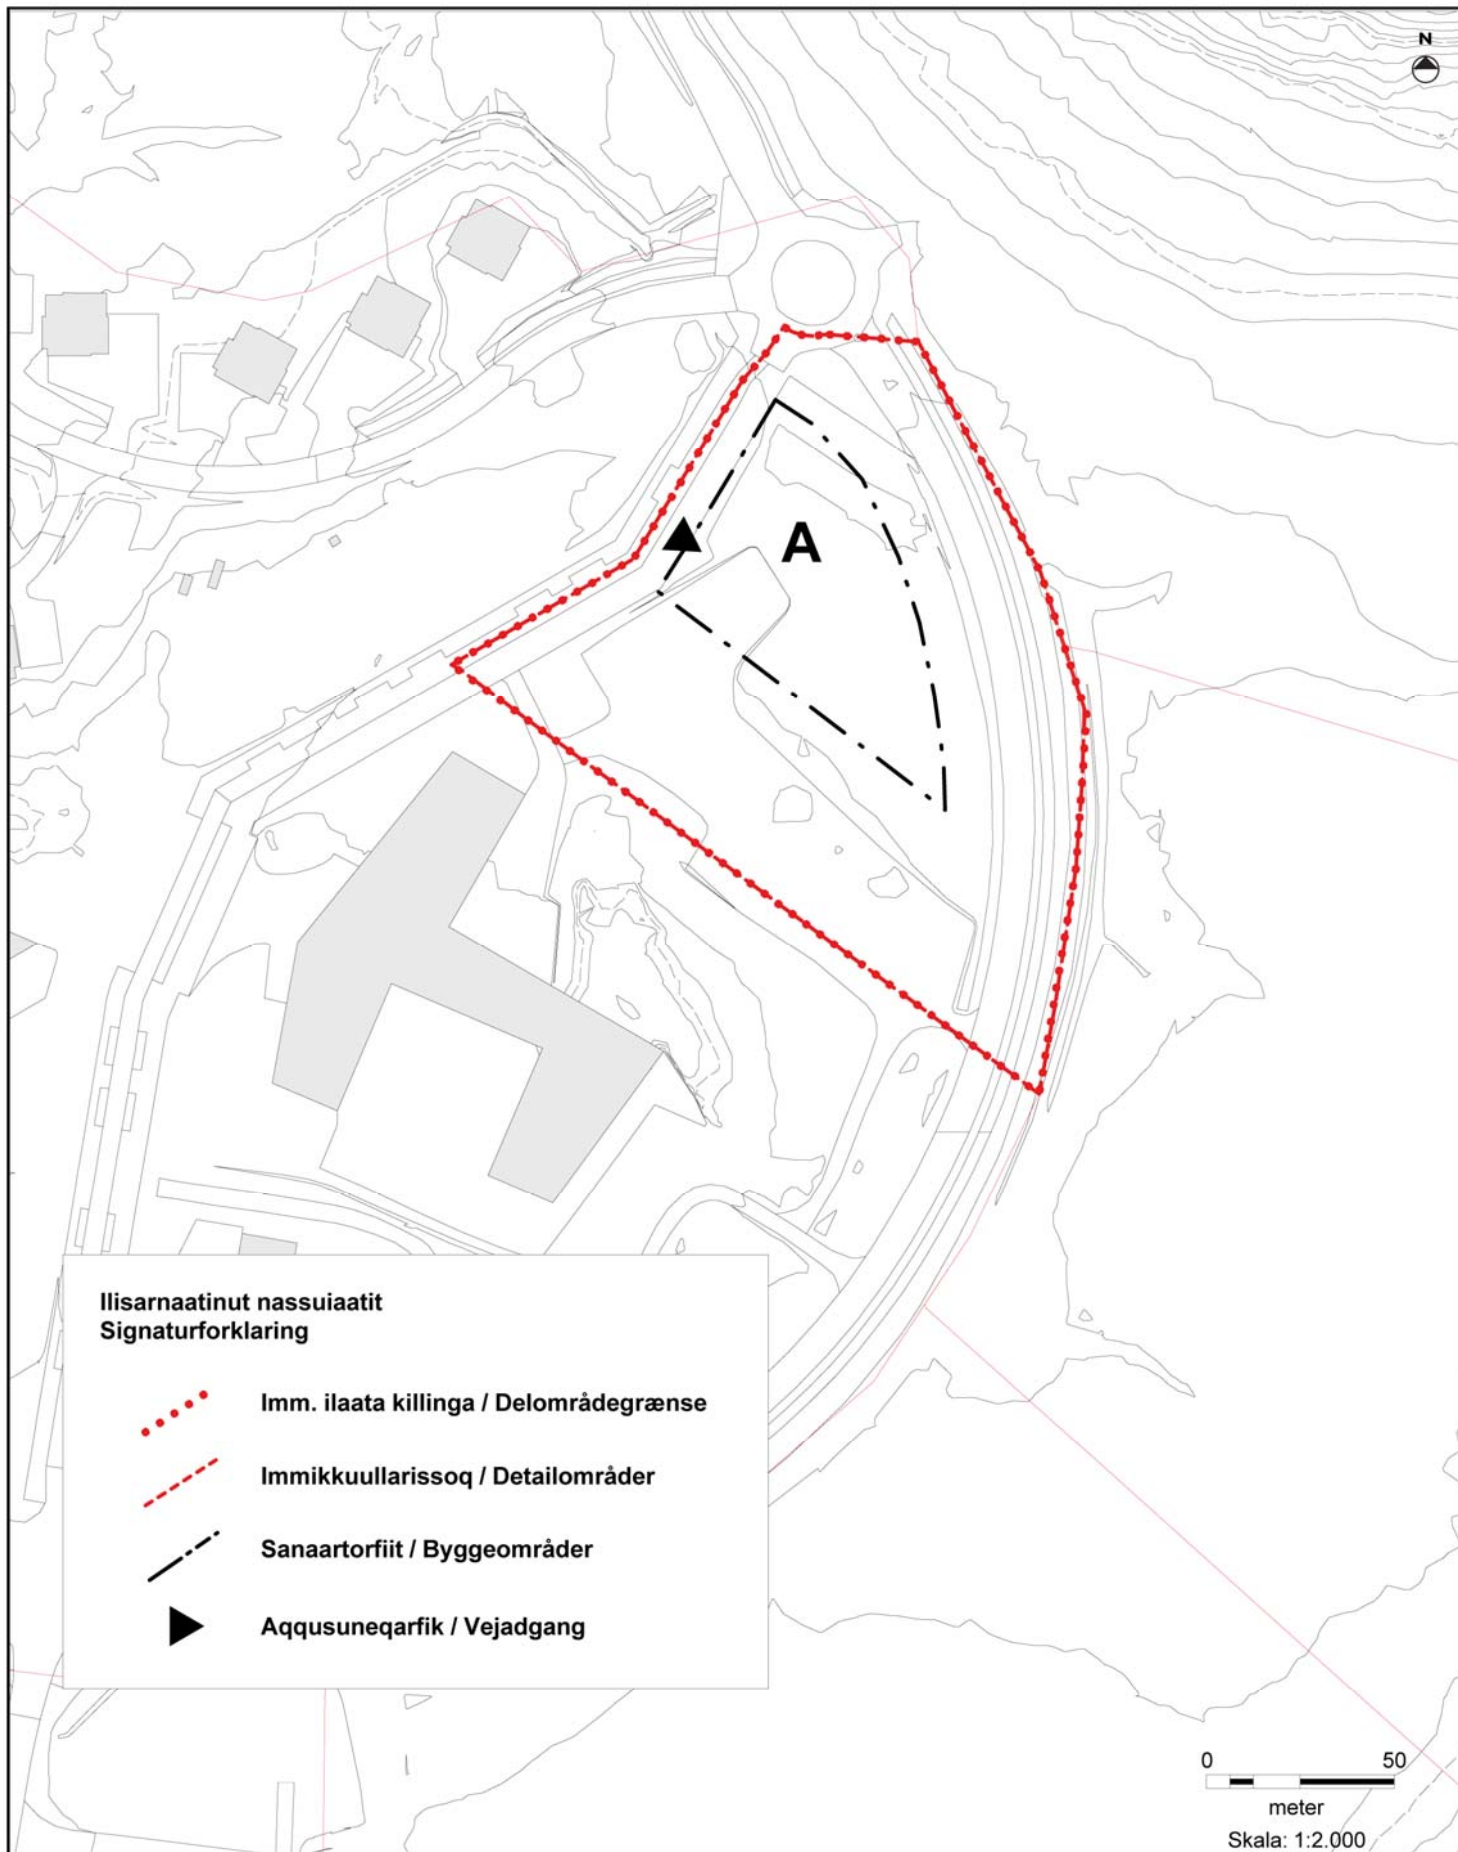 N
A
Ilisarnaatinut nassuiaatit
Signaturforklaring
Imm. ilaata killinga / Delområdegrænse
Immikkuullarissoq / Detailområder
Sanaartorfiit / Byggeområder
Aqqusuneqarfik / Vejadgang
0 50
meter
Skala: 1:2.000